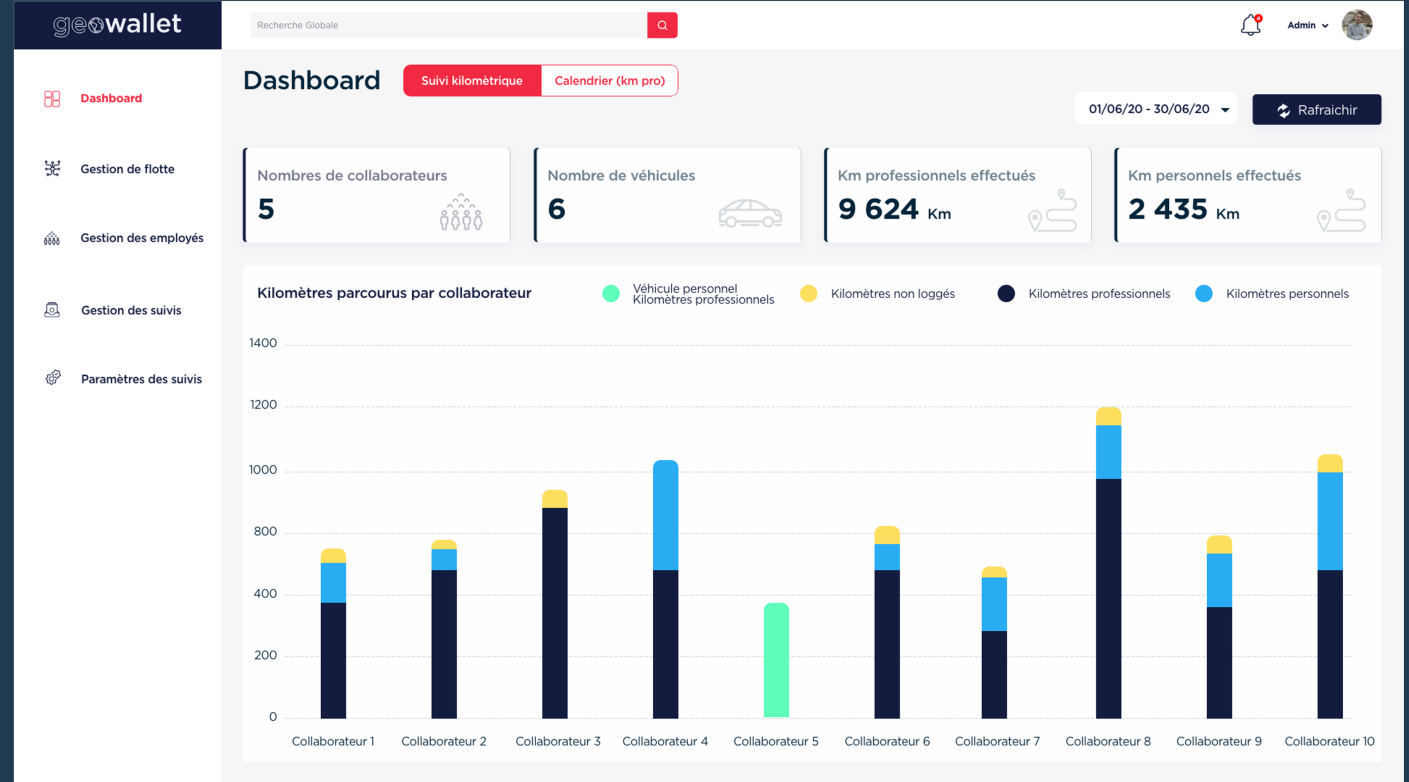 geowallet
Recherche Globale
4
Admin
Dashboard
Suivi kilomètrique
Calendrier (km pro)
01/06/20 - 30/06/20
Rafraichir
Dashboard
Gestion de flotte
Gestion des employés
Gestion des suivis
Paramètres des suivis
Nombres de collaborateurs
5
Nombre de véhicules
6
Km professionnels effectués
9 624 Km
Km personnels effectués
2 435 Km
Kilomètres parcourus par collaborateur
Véhicule personnel
Kilomètres professionnels
Kilomètres non loggés
Kilomètres professionnels
Kilomètres personnels
1400
1200
1000
800
400
200
0
Collaborateur 1
Collaborateur 2
Collaborateur 3
Collaborateur 4
Collaborateur 5
Collaborateur 6
Collaborateur 7
Collaborateur 8
Collaborateur 9
Collaborateur 10